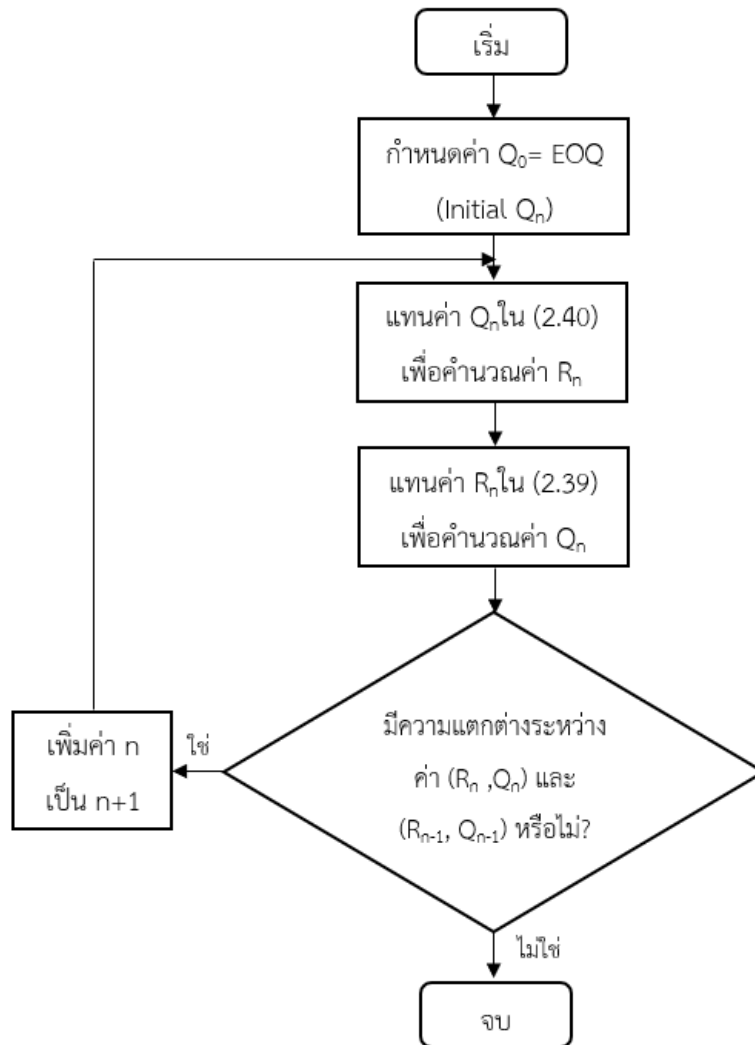 เริ่ม
กำหนดค่า Q₀= EOQ
(Initial Qₙ)
แทนค่า Qₙใน (2.40)
เพื่อคำนวณค่า Rₙ
แทนค่า Rₙใน (2.39)
เพื่อคำนวณค่า Qₙ
มีความแตกต่างระหว่าง
ค่า (Rₙ ,Qₙ) และ
(Rₙ₋₁, Qₙ₋₁) หรือไม่?
ใช่
เพิ่มค่า n
เป็น n+1
ไม่ใช่
จบ